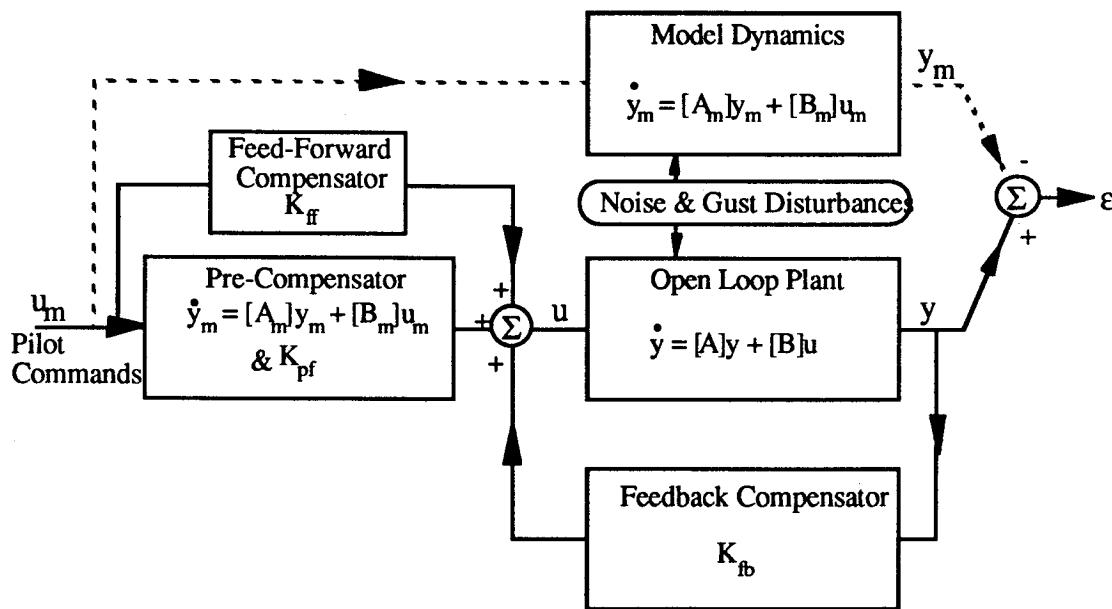 Model Dynamics
ẏm = [Am]ym + [Bm]um
ym
Feed-Forward
Compensator
Kff
Noise & Gust Disturbances
-
Σ
ε
+
Pre-Compensator
ẏm = [Am]ym + [Bm]um
& Kpf
um
Pilot
Commands
+
+
+
Σ
u
Open Loop Plant
ẏ = [A]y + [B]u
y
Feedback Compensator
Kfb